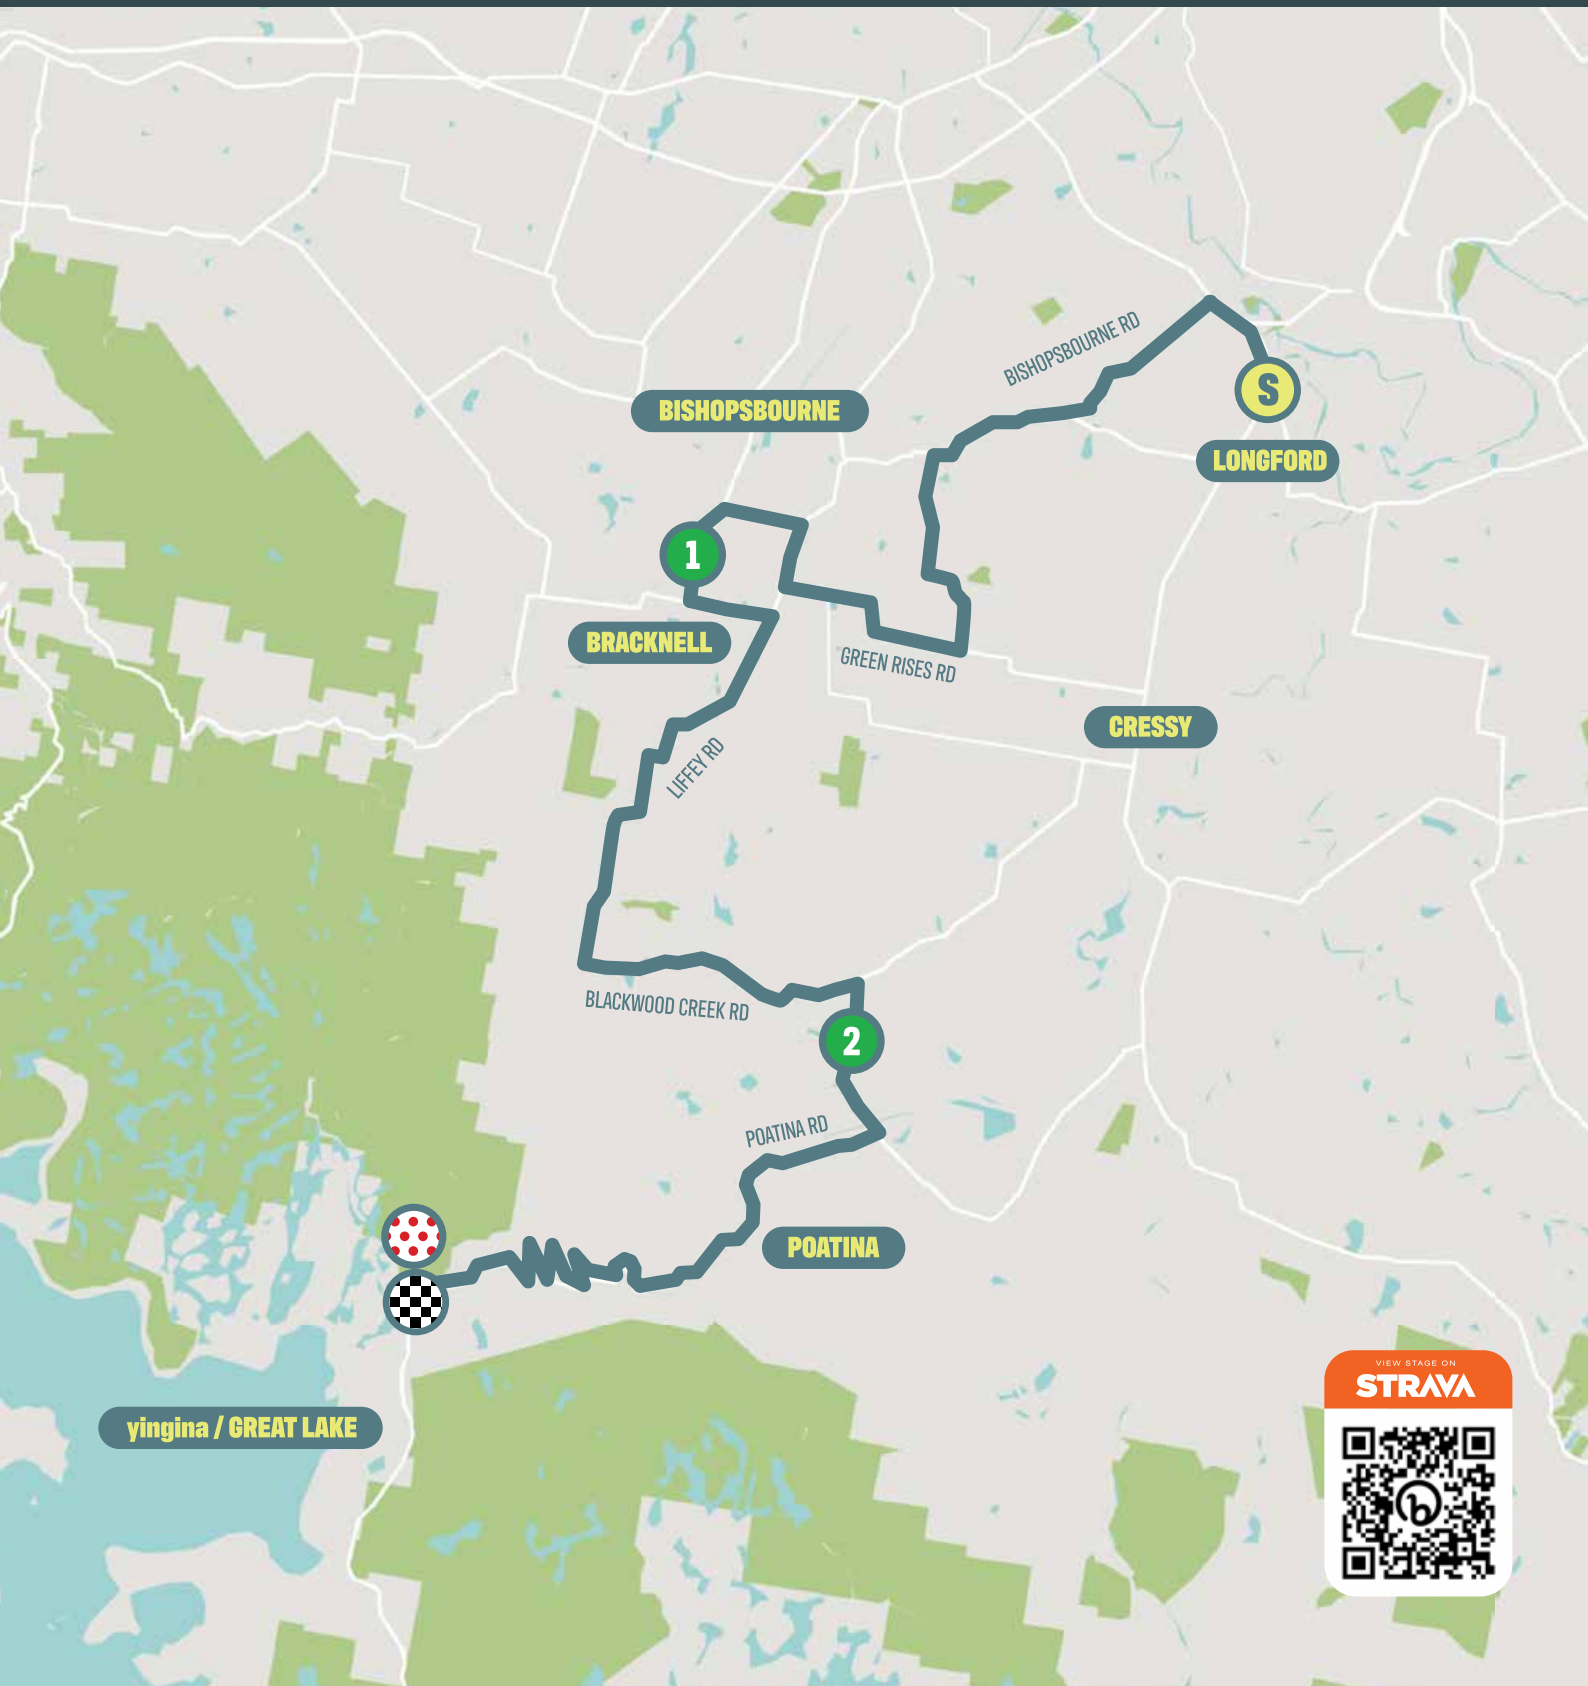 BISHOPSBOURNE RD
S
BISHOPSBOURNE
LONGFORD
1
BRACKNELL
GREEN RISES RD
CRESSY
LIFFEY RD
BLACKWOOD CREEK RD
2
POATINA RD
POATINA
VIEW STAGE ON
STRAVA
yingina / GREAT LAKE
b